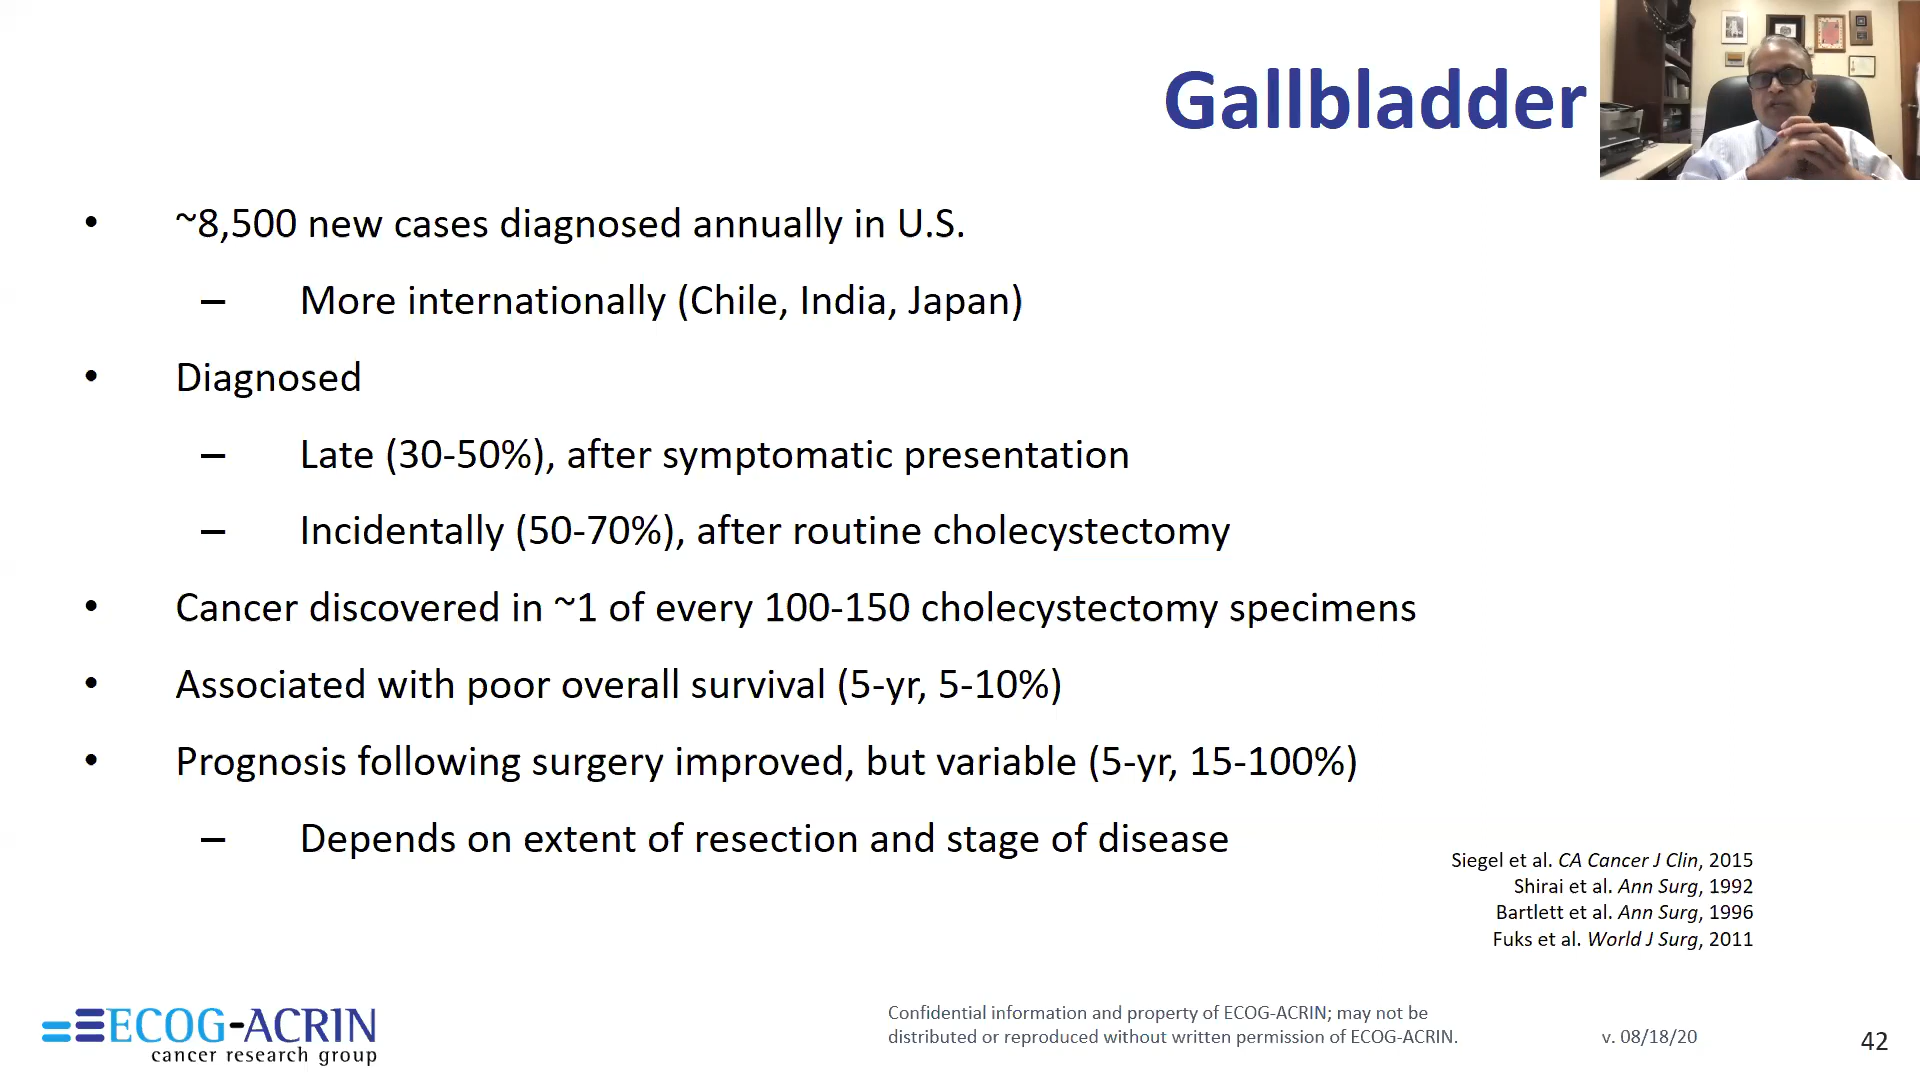 Gallbladder
• ~8,500 new cases diagnosed annually in U.S.
– More internationally (Chile, India, Japan)
• Diagnosed
– Late (30-50%), after symptomatic presentation
– Incidentally (50-70%), after routine cholecystectomy
• Cancer discovered in ~1 of every 100-150 cholecystectomy specimens
• Associated with poor overall survival (5-yr, 5-10%)
• Prognosis following surgery improved, but variable (5-yr, 15-100%)
– Depends on extent of resection and stage of disease
Siegel et al. CA Cancer J Clin, 2015
Shirai et al. Ann Surg, 1992
Bartlett et al. Ann Surg, 1996
Fuks et al. World J Surg, 2011
ECOG-ACRIN
cancer research group
Confidential information and property of ECOG-ACRIN; may not be
distributed or reproduced without written permission of ECOG-ACRIN.
v. 08/18/20
42